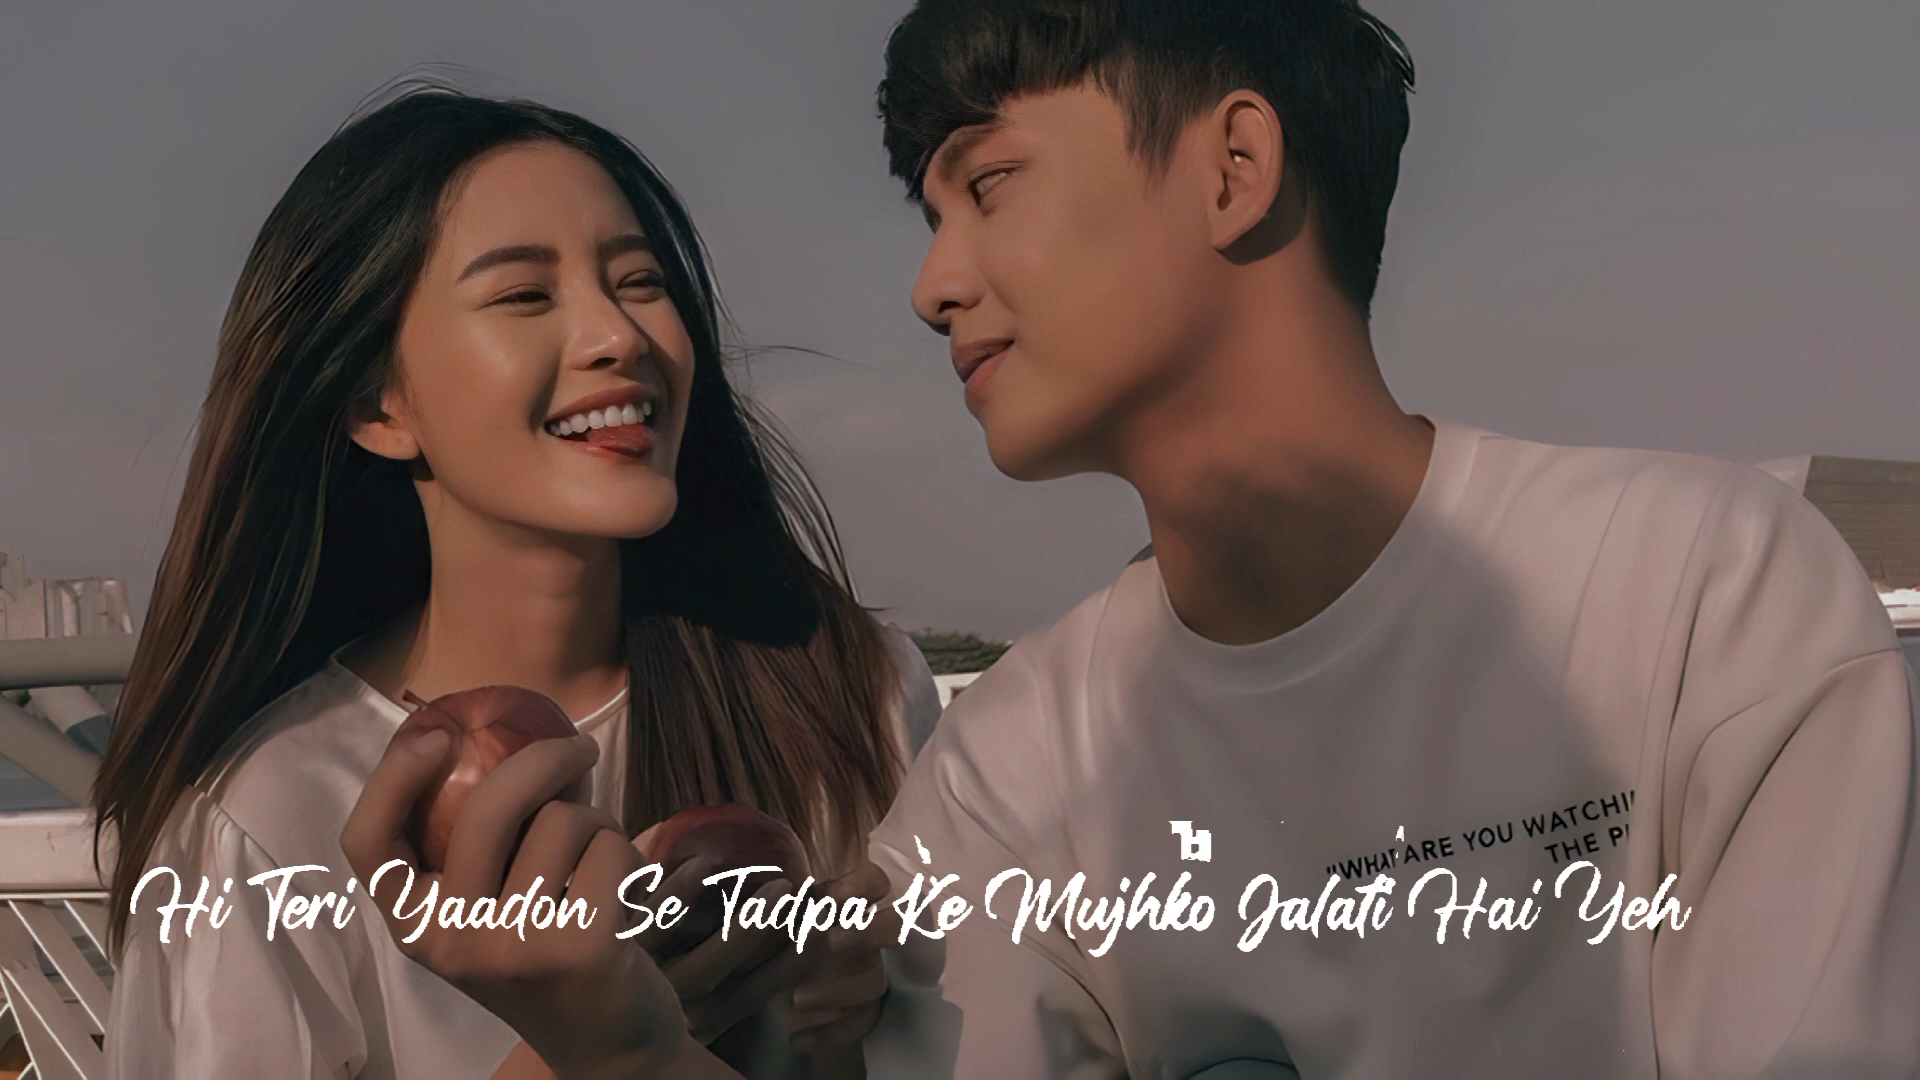 "WHAT ARE YOU WATCHI
THE P
Hi Teri Yaadon Se Tadpa Ke Mujhko Jalati Hai Yeh